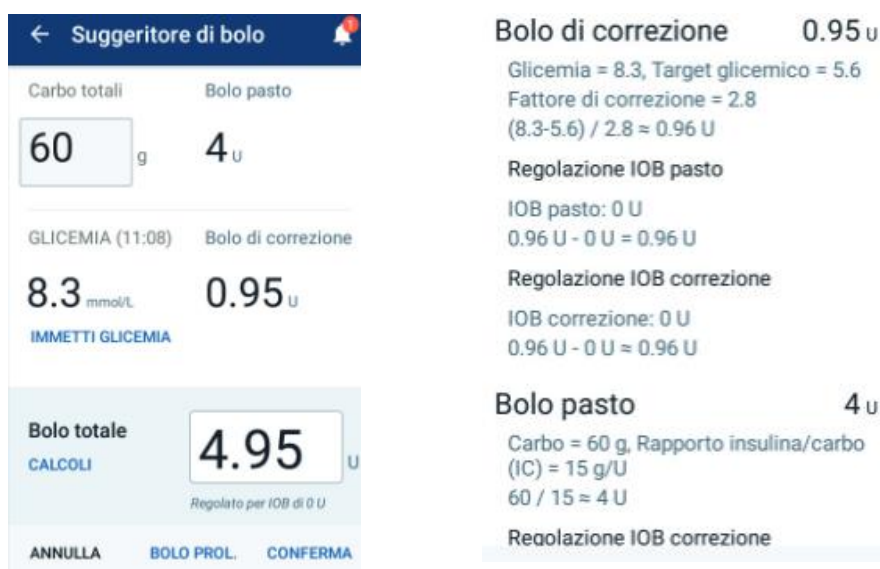 ← Suggeritore di bolo 1
Carbo totali Bolo pasto
60 g 4 U
GLICEMIA (11:08) Bolo di correzione
8.3 mmol/L 0.95 U
IMMETTI GLICEMIA
Bolo totale
CALCOLI
4.95 U
Regolato per IOB di 0 U
ANNULLA BOLO PROL. CONFERMA
Bolo di correzione 0.95 U
Glicemia = 8.3, Target glicemico = 5.6
Fattore di correzione = 2.8
(8.3-5.6) / 2.8 ≈ 0.96 U
Regolazione IOB pasto
IOB pasto: 0 U
0.96 U - 0 U = 0.96 U
Regolazione IOB correzione
IOB correzione: 0 U
0.96 U - 0 U ≈ 0.96 U
Bolo pasto 4 U
Carbo = 60 g, Rapporto insulina/carbo
(IC) = 15 g/U
60 / 15 ≈ 4 U
Regolazione IOB correzione